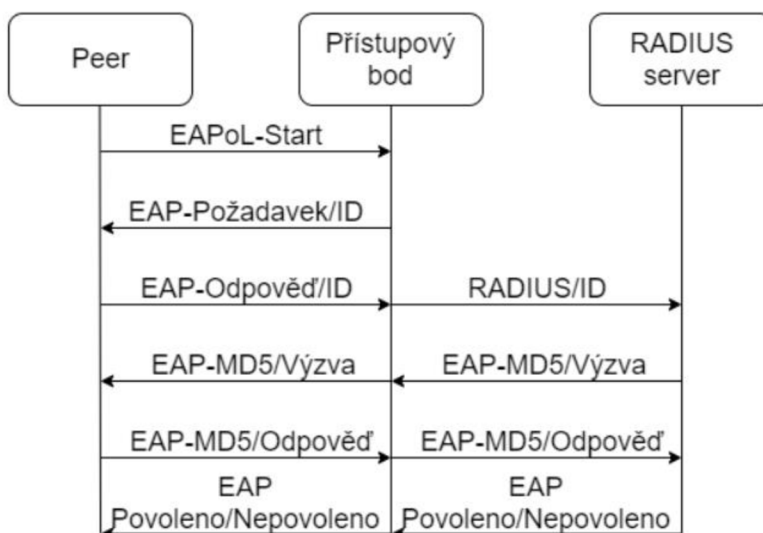 Peer
Přístupový
bod
RADIUS
server
EAPoL-Start
EAP-Požadavek/ID
EAP-Odpověď/ID
RADIUS/ID
EAP-MD5/Výzva
EAP-MD5/Výzva
EAP-MD5/Odpověď
EAP-MD5/Odpověď
EAP
Povoleno/Nepovoleno
EAP
Povoleno/Nepovoleno